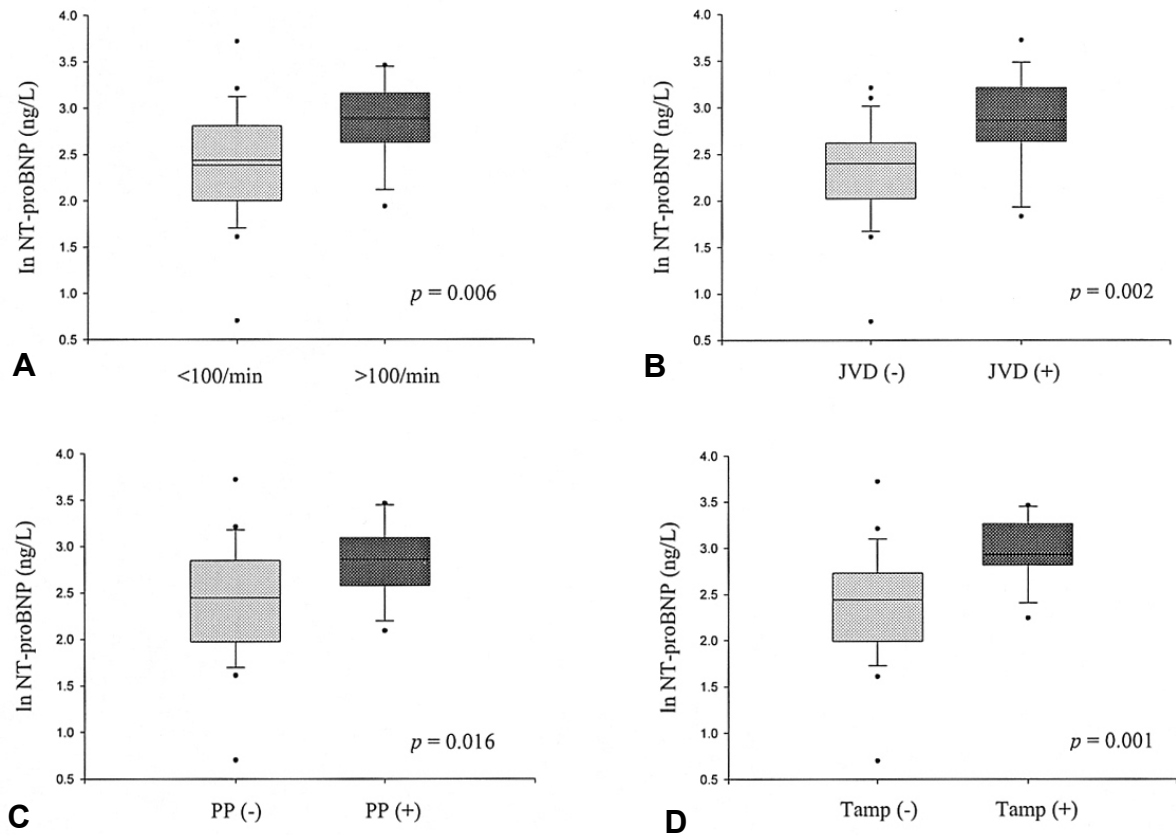 4.0
3.5
3.0
2.5
2.0
1.5
1.0
0.5
ln NT-proBNP (ng/L)
p = 0.006
<100/min >100/min
A
4.0
3.5
3.0
2.5
2.0
1.5
1.0
0.5
ln NT-proBNP (ng/L)
p = 0.002
JVD (-) JVD (+)
B
4.0
3.5
3.0
2.5
2.0
1.5
1.0
0.5
ln NT-proBNP (ng/L)
p = 0.016
PP (-) PP (+)
C
4.0
3.5
3.0
2.5
2.0
1.5
1.0
0.5
ln NT-proBNP (ng/L)
p = 0.001
Tamp (-) Tamp (+)
D